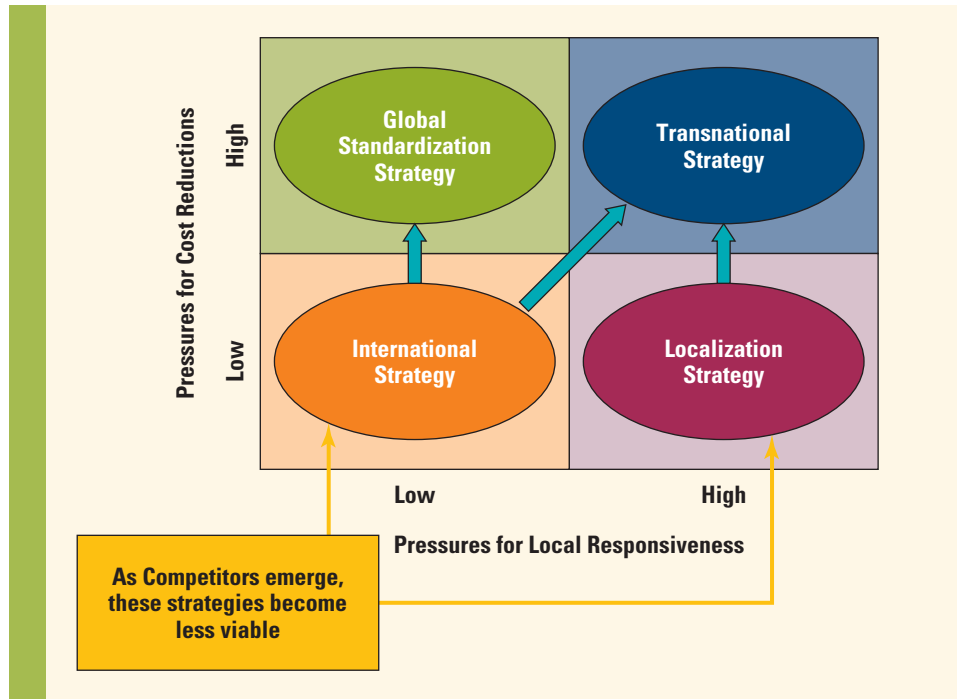 Pressures for Cost Reductions
High
Low
Global
Standardization
Strategy
Transnational
Strategy
International
Strategy
Localization
Strategy
Low
High
Pressures for Local Responsiveness
As Competitors emerge,
these strategies become
less viable